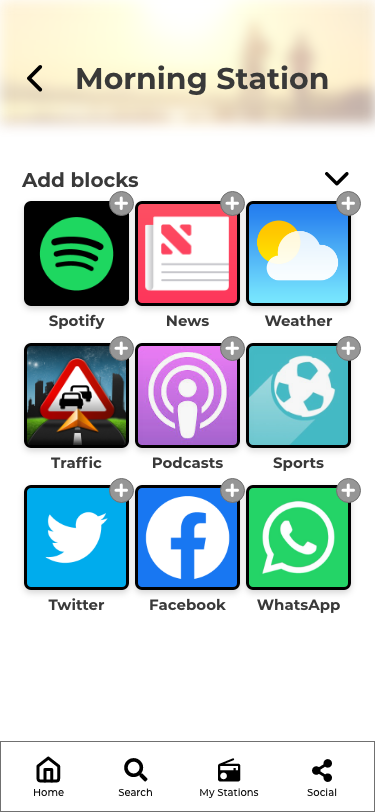 Morning Station
Add blocks
Spotify
News
Weather
Traffic
Podcasts
Sports
Twitter
Facebook
WhatsApp
Home
Search
My Stations
Social